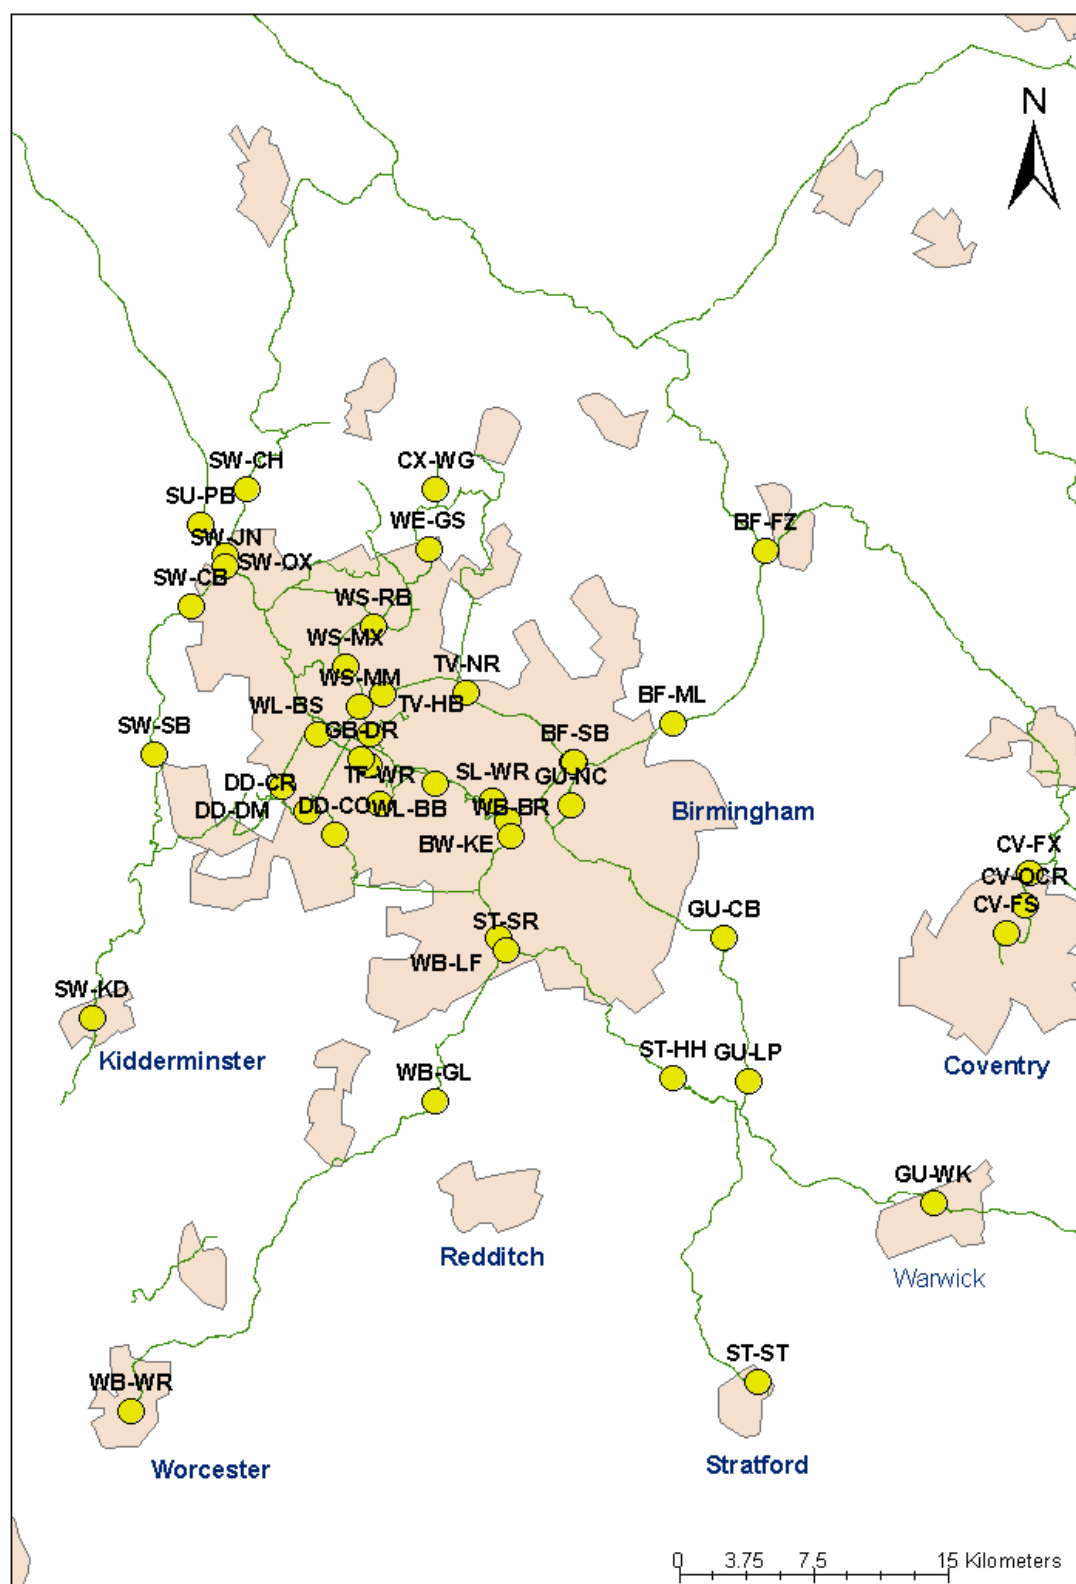 N
SW-CH
CX-WG
SU-PB
WE-GS
BF-FZ
SW-JN
SW-OX
SW-CB
WS-RB
WS-MX
TV-NR
WS-MM
BF-ML
WL-BS
TV-HB
GB-DR
SW-SB
BF-SB
TF-WR
SL-WR
GU-NC
DD-CR
DD-DM
DD-CO
WL-BB
WB-BR
Birmingham
BW-KE
CV-FX
CV-OCR
CV-FS
GU-CB
ST-SR
WB-LF
SW-KD
Kidderminster
ST-HH
GU-LP
Coventry
WB-GL
GU-WK
Redditch
Warwick
ST-ST
WB-WR
Worcester
Stratford
0 3.75 7.5 15 Kilometers